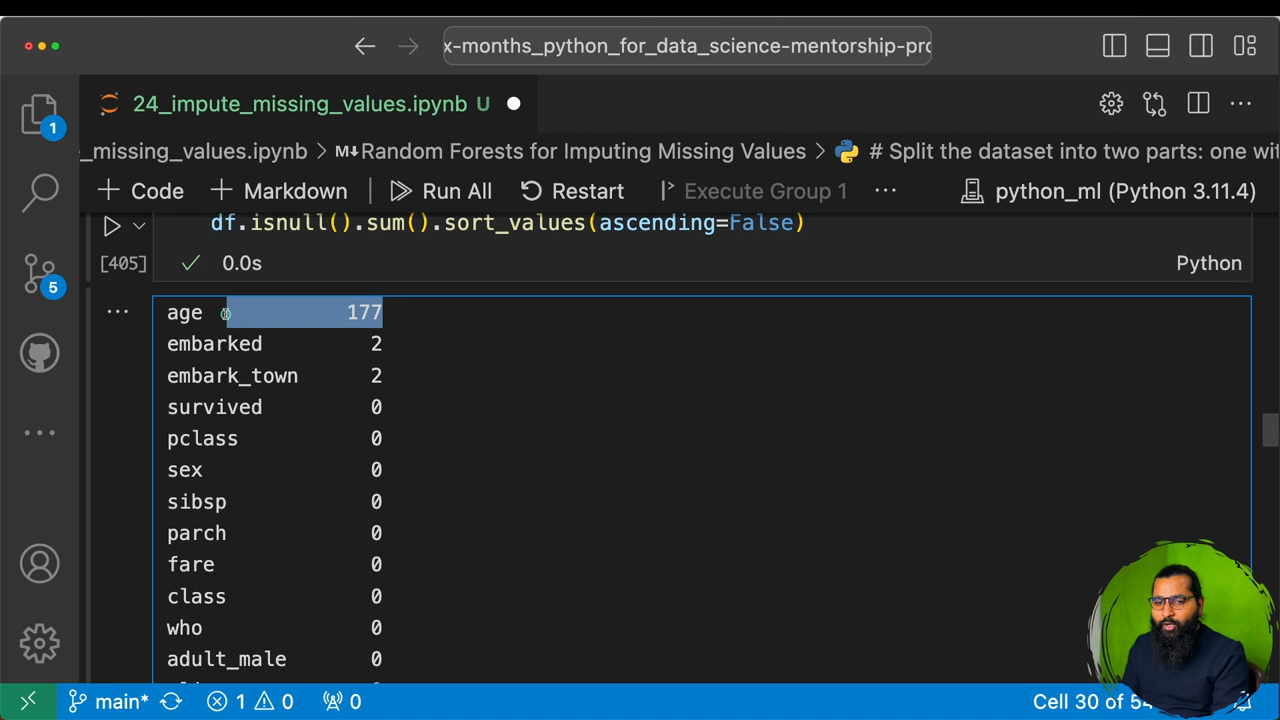 x-months_python_for_data_science-mentorship-pro
24_impute_missing_values.ipynb U
_missing_values.ipynb > M↓Random Forests for Imputing Missing Values > # Split the dataset into two parts: one wi
+ Code + Markdown | Run All Restart Execute Group 1 ... python_ml (Python 3.11.4)
df.isnull().sum().sort_values(ascending=False)
[405] ✓ 0.0s Python
... age 177
embarked 2
embark_town 2
survived 0
pclass 0
sex 0
sibsp 0
parch 0
fare 0
class 0
who 0
adult_male 0
1
5
main* 1 0 0 Cell 30 of 54